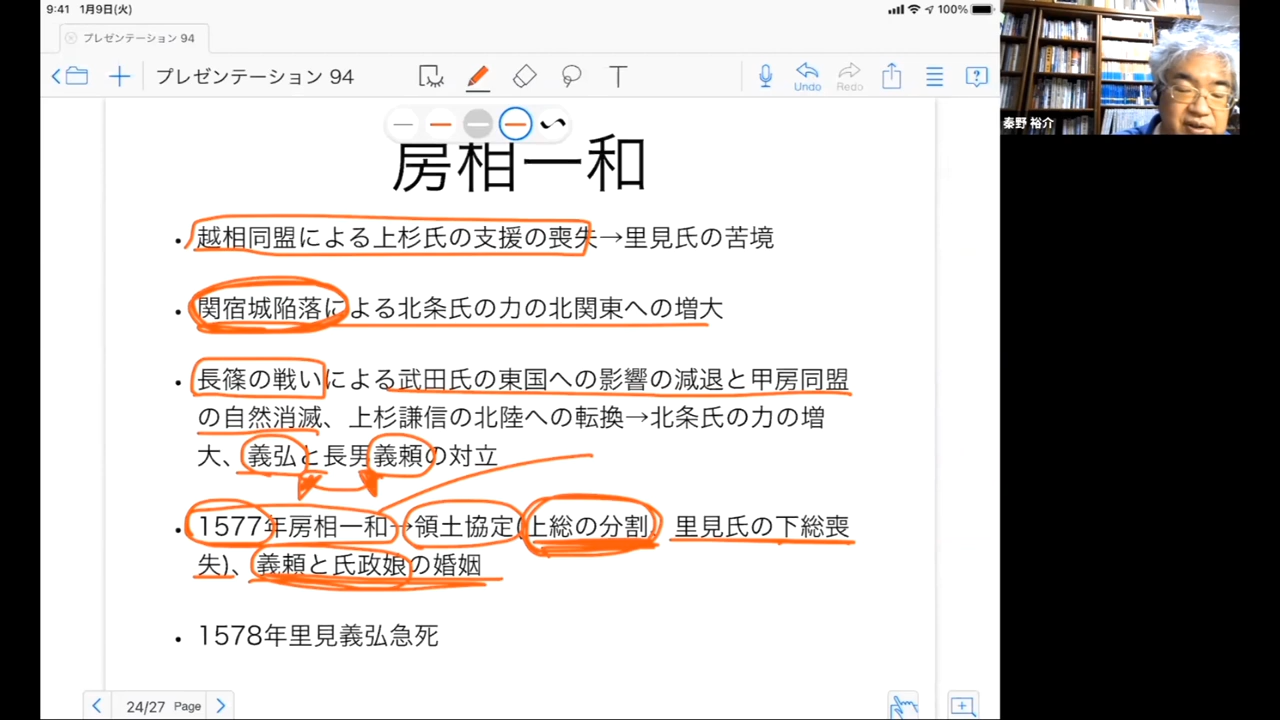 9:41 1月9日(火)
100%
プレゼンテーション 94
プレゼンテーション 94
Undo
Redo
秦野 裕介
房相一和
• 越相同盟による上杉氏の支援の喪失→里見氏の苦境
• 関宿城陥落による北条氏の力の北関東への増大
• 長篠の戦いによる武田氏の東国への影響の減退と甲房同盟
の自然消滅、上杉謙信の北陸への転換→北条氏の力の増
大、義弘と長男義頼の対立
• 1577年房相一和→領土協定(上総の分割、里見氏の下総喪
失)、義頼と氏政娘の婚姻
• 1578年里見義弘急死
24/27 Page